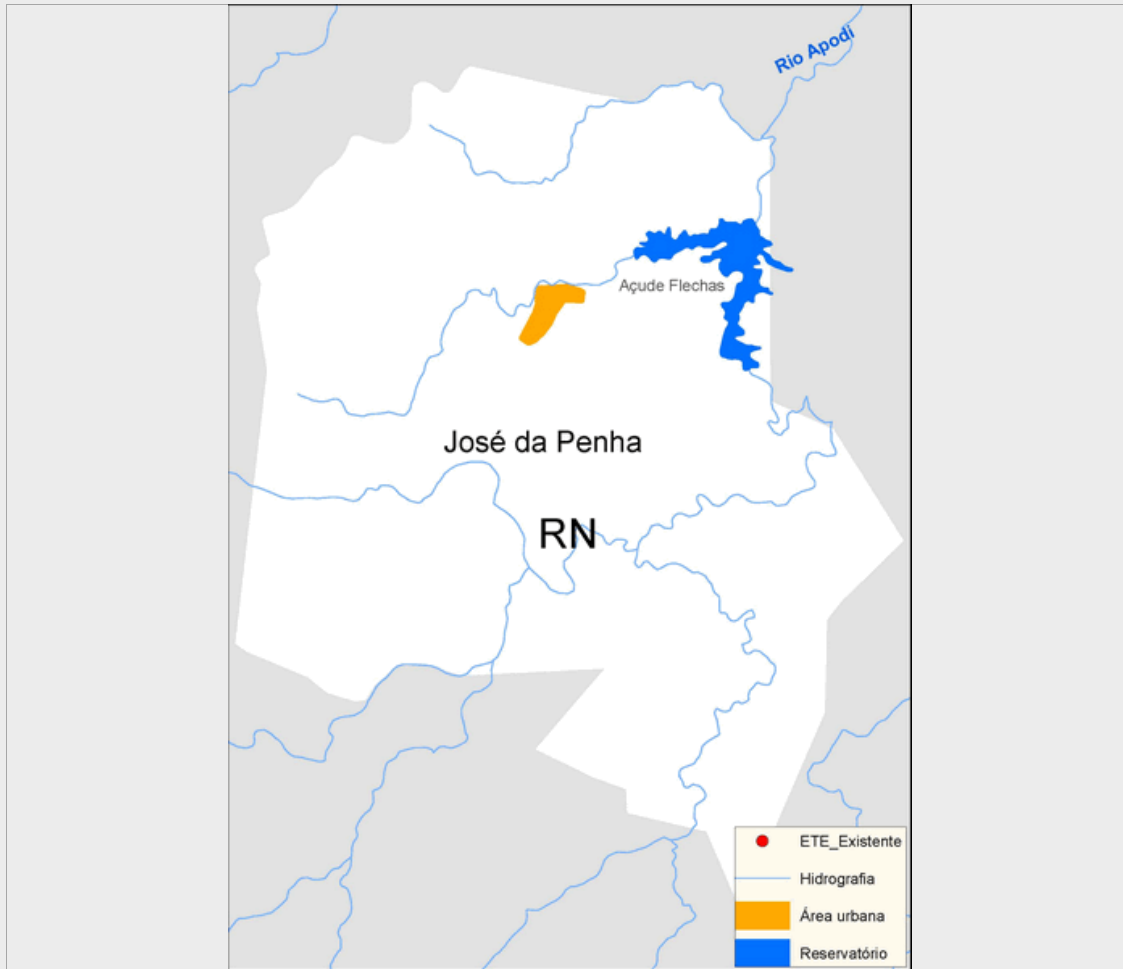 Rio Apodi
Açude Flechas
José da Penha
RN
ETE_Existente
Hidrografia
Área urbana
Reservatório